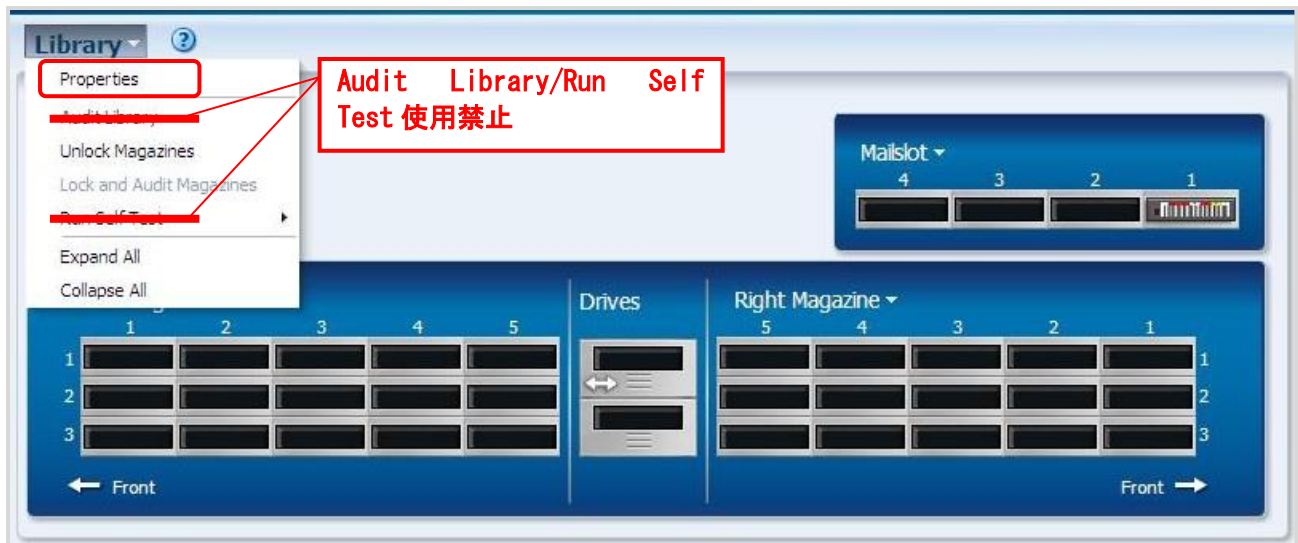 Library
?
Properties
Audit Library
Unlock Magazines
Lock and Audit Magazines
Run Self Test
Expand All
Collapse All
Audit Library/Run Self
Test 使用禁止
Mailslot
4 3 2 1
1 2 3 4 5
1
2
3
Front
Drives
Right Magazine
5 4 3 2 1
1
2
3
Front